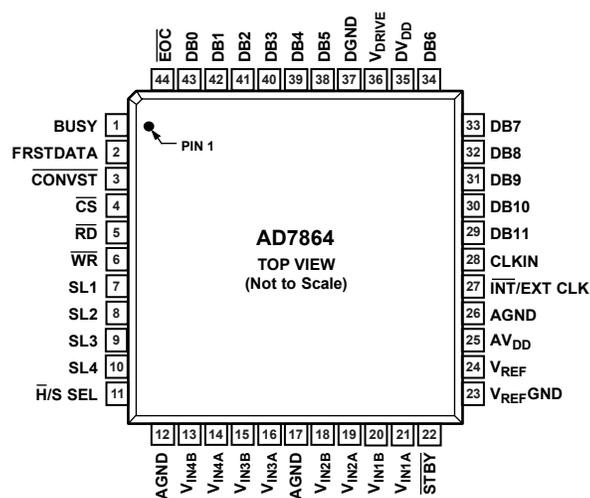 EOC DB0 DB1 DB2 DB3 DB4 DB5 DGND VDRIVE DVDD DB6
44 43 42 41 40 39 38 37 36 35 34
BUSY 1
FRSTDATA 2
CONVST 3
CS 4
RD 5
WR 6
SL1 7
SL2 8
SL3 9
SL4 10
H/S SEL 11
PIN 1
AD7864
TOP VIEW
(Not to Scale)
33 DB7
32 DB8
31 DB9
30 DB10
29 DB11
28 CLKIN
27 INT/EXT CLK
26 AGND
25 AVDD
24 VREF
23 VREFGND
12 13 14 15 16 17 18 19 20 21 22
AGND VIN4B VIN4A VIN3B VIN3A AGND VIN2B VIN2A VIN1B VIN1A STBY